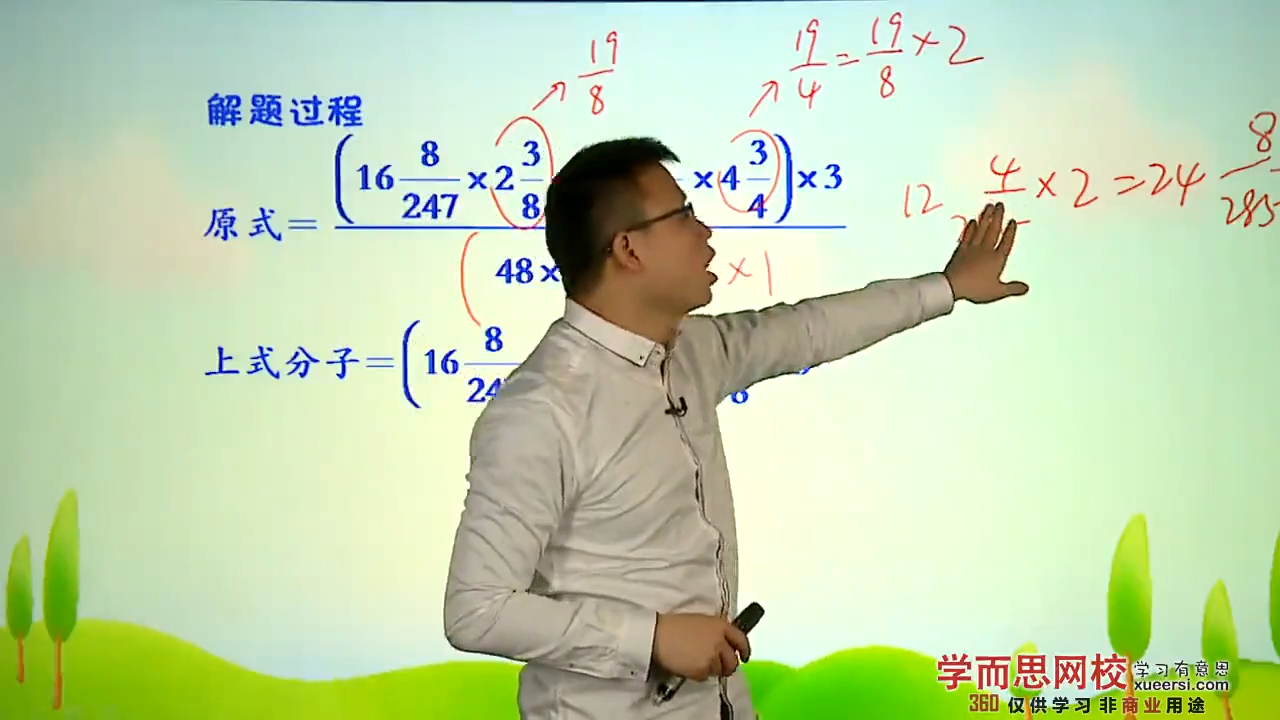 19/8
19/4 = 19/8 × 2
解题过程
原式 = (16 8/247 × 2 3/8 × 4 3/4) × 3
48 × × 1
12 4/ × 2 = 24 8/285
上式分子 = (16 8/24 8
学而思网校 学习有意思
xueersi.com
360 仅供学习 非商业用途